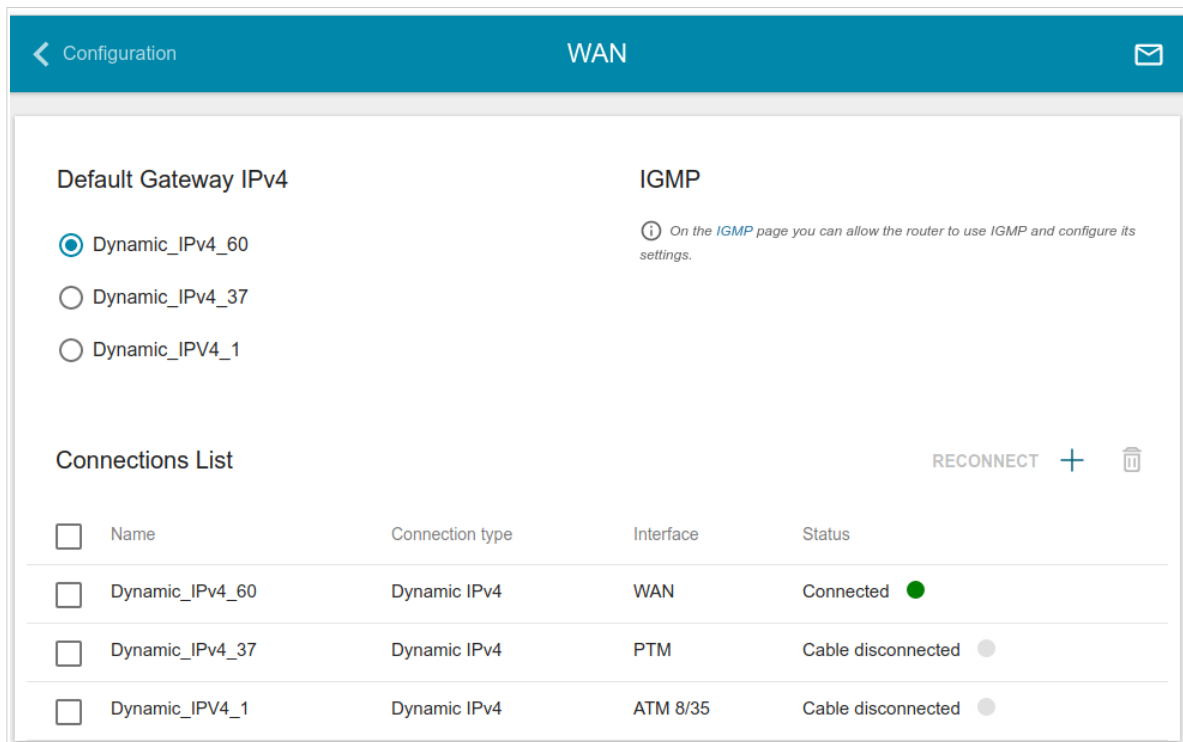 Configuration
WAN
Default Gateway IPv4
Dynamic_IPv4_60
Dynamic_IPv4_37
Dynamic_IPV4_1
IGMP
On the IGMP page you can allow the router to use IGMP and configure its
settings.
Connections List
RECONNECT
Name Connection type Interface Status
Dynamic_IPv4_60 Dynamic IPv4 WAN Connected
Dynamic_IPv4_37 Dynamic IPv4 PTM Cable disconnected
Dynamic_IPV4_1 Dynamic IPv4 ATM 8/35 Cable disconnected